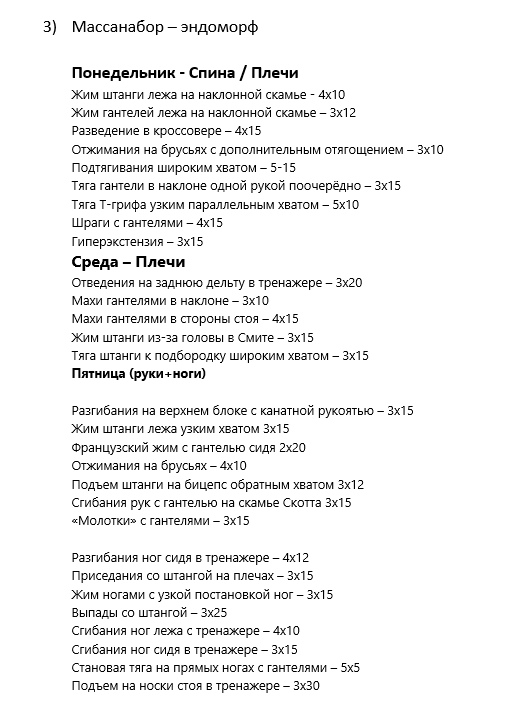 3) Массанабор – эндоморф
Понедельник - Спина / Плечи
Жим штанги лежа на наклонной скамье - 4х10
Жим гантелей лежа на наклонной скамье – 3х12
Разведение в кроссовере – 4х15
Отжимания на брусьях с дополнительным отягощением – 3х10
Подтягивания широким хватом – 5-15
Тяга гантели в наклоне одной рукой поочерёдно – 3х15
Тяга Т-грифа узким параллельным хватом – 5х10
Шраги с гантелями – 4х15
Гиперэкстензия – 3х15
Среда – Плечи
Отведения на заднюю дельту в тренажере – 3х20
Махи гантелями в наклоне – 3х10
Махи гантелями в стороны стоя – 4х15
Жим штанги из-за головы в Смите – 3х15
Тяга штанги к подбородку широким хватом – 3х15
Пятница (руки+ноги)
Разгибания на верхнем блоке с канатной рукоятью – 3х15
Жим штанги лежа узким хватом 3х15
Французский жим с гантелью сидя 2х20
Отжимания на брусьях – 4х10
Подъем штанги на бицепс обратным хватом 3х12
Сгибания рук с гантелью на скамье Скотта 3х15
«Молотки» с гантелями – 3х15
Разгибания ног сидя в тренажере – 4х12
Приседания со штангой на плечах – 3х15
Жим ногами с узкой постановкой ног – 3х15
Выпады со штангой – 3х25
Сгибания ног лежа с тренажере – 4х10
Сгибания ног сидя в тренажере – 3х15
Становая тяга на прямых ногах с гантелями – 5х5
Подъем на носки стоя в тренажере – 3х30